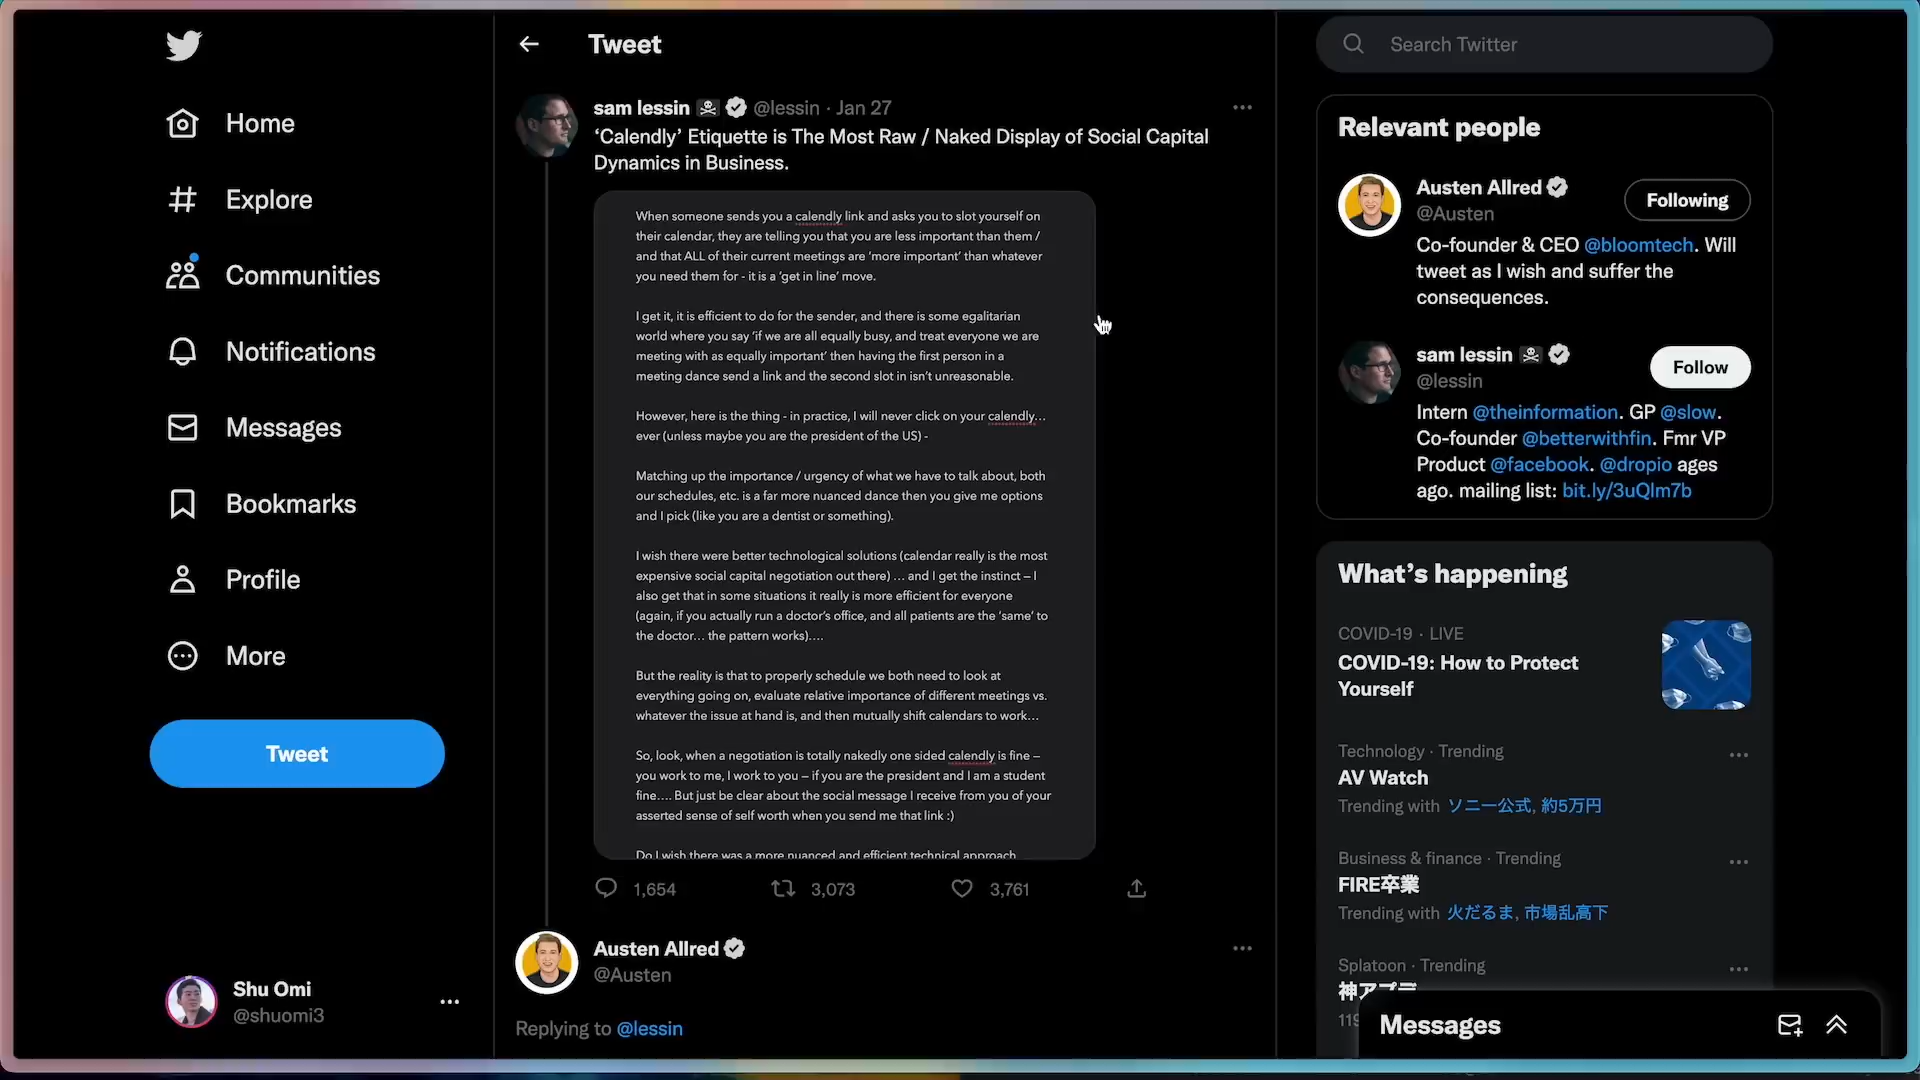 Home
Explore
Communities
Notifications
Messages
Bookmarks
Profile
More
Tweet
Shu Omi
@shuomi3
Tweet
sam lessin @lessin · Jan 27
‘Calendly’ Etiquette is The Most Raw / Naked Display of Social Capital
Dynamics in Business.
When someone sends you a calendly link and asks you to slot yourself on
their calendar, they are telling you that you are less important than them /
and that ALL of their current meetings are ‘more important’ than whatever
you need them for - it is a ‘get in line’ move.
I get it, it is efficient to do for the sender, and there is some egalitarian
world where you say ‘if we are all equally busy, and treat everyone we are
meeting with as equally important’ then having the first person in a
meeting dance send a link and the second slot in isn’t unreasonable.
However, here is the thing - in practice, I will never click on your calendly...
ever (unless maybe you are the president of the US) -
Matching up the importance / urgency of what we have to talk about, both
our schedules, etc. is a far more nuanced dance then you give me options
and I pick (like you are a dentist or something).
I wish there were better technological solutions (calendar really is the most
expensive social capital negotiation out there) ... and I get the instinct – I
also get that in some situations it really is more efficient for everyone
(again, if you actually run a doctor’s office, and all patients are the ‘same’ to
the doctor... the pattern works)....
But the reality is that to properly schedule we both need to look at
everything going on, evaluate relative importance of different meetings vs.
whatever the issue at hand is, and then mutually shift calendars to work...
So, look, when a negotiation is totally nakedly one sided calendly is fine –
you work to me, I work to you – if you are the president and I am a student
fine.... But just be clear about the social message I receive from you of your
asserted sense of self worth when you send me that link :)
Do I wish there was a more nuanced and efficient technical approach
1,654 3,073 3,761
Austen Allred
@Austen
Replying to @lessin
Search Twitter
Relevant people
Austen Allred
@Austen
Following
Co-founder & CEO @bloomtech. Will
tweet as I wish and suffer the
consequences.
sam lessin
@lessin
Follow
Intern @theinformation. GP @slow.
Co-founder @betterwithfin. Fmr VP
Product @facebook. @dropio ages
ago. mailing list: bit.ly/3uQlm7b
What’s happening
COVID-19 · LIVE
COVID-19: How to Protect
Yourself
Technology · Trending
AV Watch
Trending with ソニー公式, 約5万円
Business & finance · Trending
FIRE卒業
Trending with 火だるま, 市場乱高下
Splatoon · Trending
神アプデ
Messages